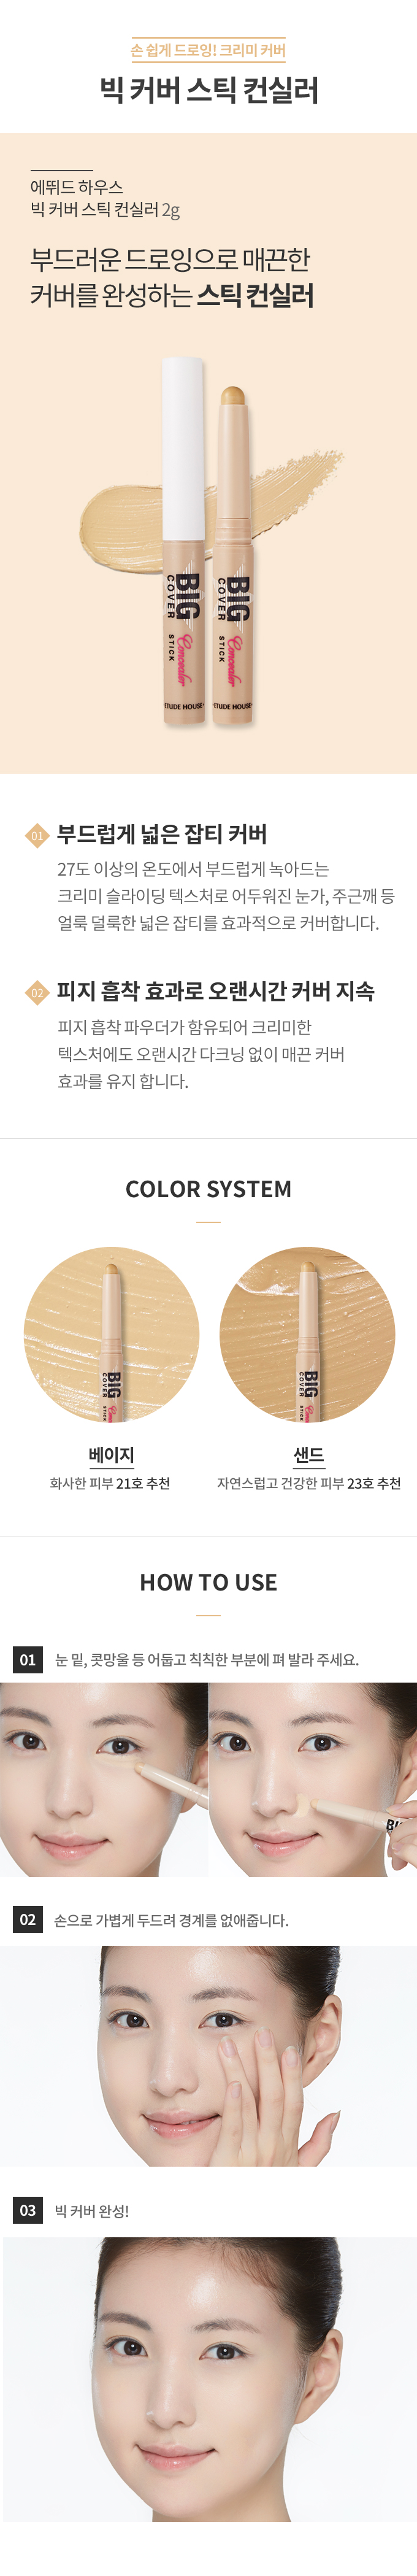 손 쉽게 드로잉! 크리미 커버
빅 커버 스틱 컨실러
에뛰드 하우스
빅 커버 스틱 컨실러 2g
부드러운 드로잉으로 매끈한
커버를 완성하는 스틱 컨실러
BIG
COVER
Concealer
STICK
ETUDE HOUSE
BIG
COVER
Concealer
STICK
ETUDE HOUSE
01 부드럽게 넓은 잡티 커버
27도 이상의 온도에서 부드럽게 녹아드는
크리미 슬라이딩 텍스처로 어두워진 눈가, 주근깨 등
얼룩 덜룩한 넓은 잡티를 효과적으로 커버합니다.
02 피지 흡착 효과로 오랜시간 커버 지속
피지 흡착 파우더가 함유되어 크리미한
텍스처에도 오랜시간 다크닝 없이 매끈 커버
효과를 유지 합니다.
COLOR SYSTEM
BIG
COVER
STICK
BIG
COVER
STICK
베이지
화사한 피부 21호 추천
샌드
자연스럽고 건강한 피부 23호 추천
HOW TO USE
01 눈 밑, 콧망울 등 어둡고 칙칙한 부분에 펴 발라 주세요.
BIG
02 손으로 가볍게 두드려 경계를 없애줍니다.
03 빅 커버 완성!